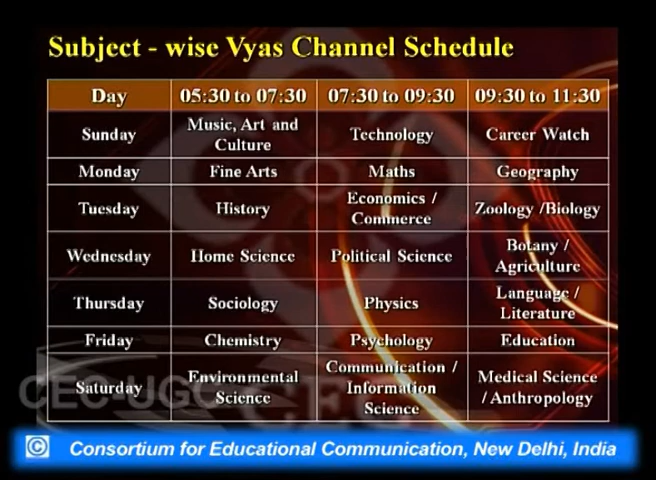 Subject - wise Vyas Channel Schedule
Day 05:30 to 07:30 07:30 to 09:30 09:30 to 11:30
Sunday Music, Art and Culture Technology Career Watch
Monday Fine Arts Maths Geography
Tuesday History Economics / Commerce Zoology /Biology
Wednesday Home Science Political Science Botany / Agriculture
Thursday Sociology Physics Language / Literature
Friday Chemistry Psychology Education
Saturday Environmental Science Communication / Information Science Medical Science / Anthropology
CEC-UGC CEC
© Consortium for Educational Communication, New Delhi, India